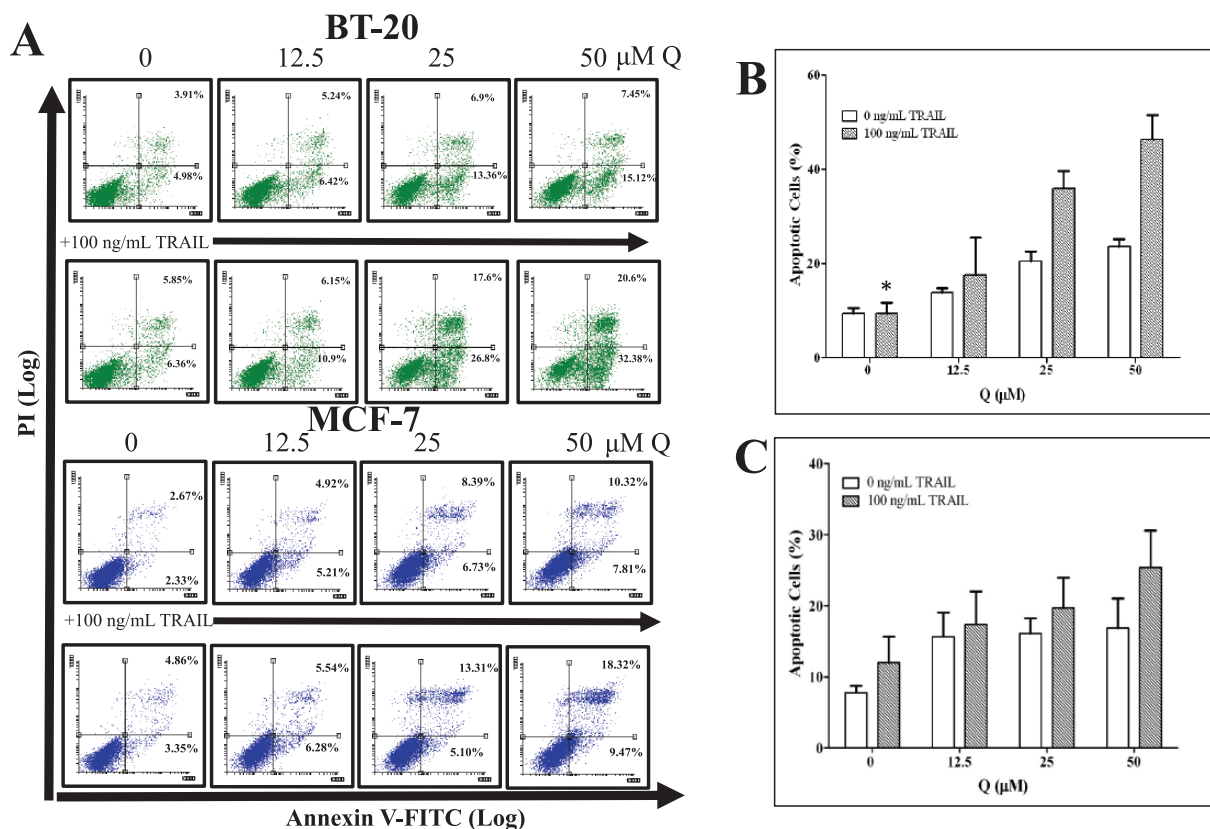 A
BT-20
0 12.5 25 50 μM Q
3.91% 5.24% 6.9% 7.45%
4.98% 6.42% 13.36% 15.12%
+100 ng/mL TRAIL
5.85% 6.15% 17.6% 20.6%
6.36% 10.9% 26.8% 32.38%
MCF-7
0 12.5 25 50 μM Q
2.67% 4.92% 8.39% 10.32%
2.33% 5.21% 6.73% 7.81%
+100 ng/mL TRAIL
4.86% 5.54% 13.31% 18.32%
3.35% 6.28% 5.10% 9.47%
PI (Log)
Annexin V-FITC (Log)
B
0 ng/mL TRAIL
100 ng/mL TRAIL
Apoptotic Cells (%)
60
40
20
0
*
0 12.5 25 50
Q (μM)
C
0 ng/mL TRAIL
100 ng/mL TRAIL
Apoptotic Cells (%)
40
30
20
10
0
0 12.5 25 50
Q (μM)